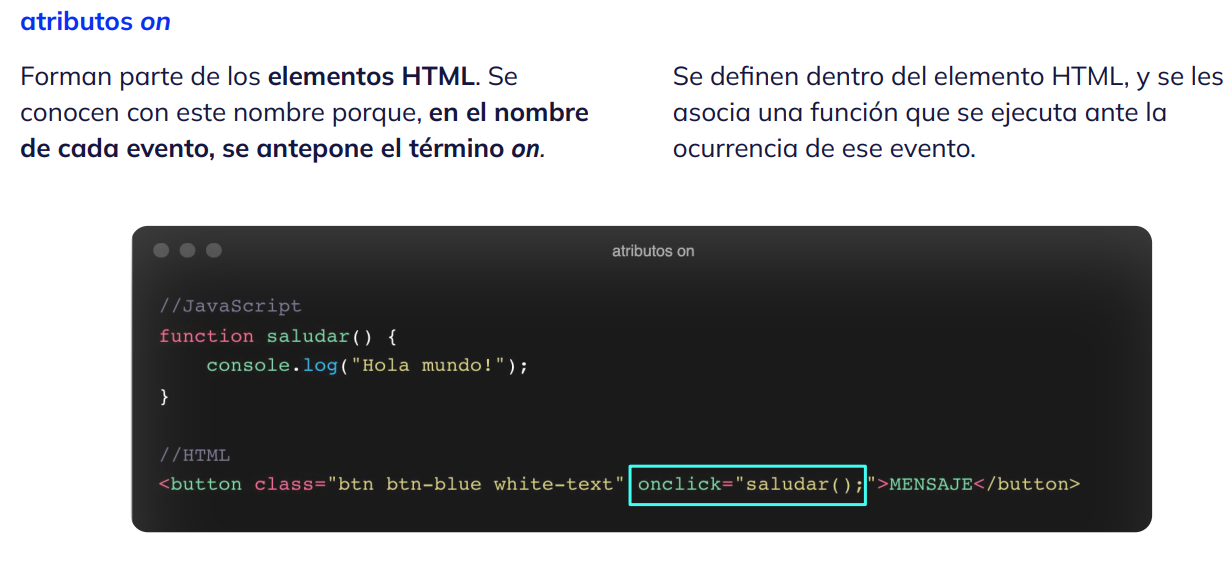 atributos on
Forman parte de los elementos HTML. Se
conocen con este nombre porque, en el nombre
de cada evento, se antepone el término on.
Se definen dentro del elemento HTML, y se les
asocia una función que se ejecuta ante la
ocurrencia de ese evento.
atributos on
//JavaScript
function saludar() {
    console.log("Hola mundo!");
}
//HTML
<button class="btn btn-blue white-text" onclick="saludar();">MENSAJE</button>